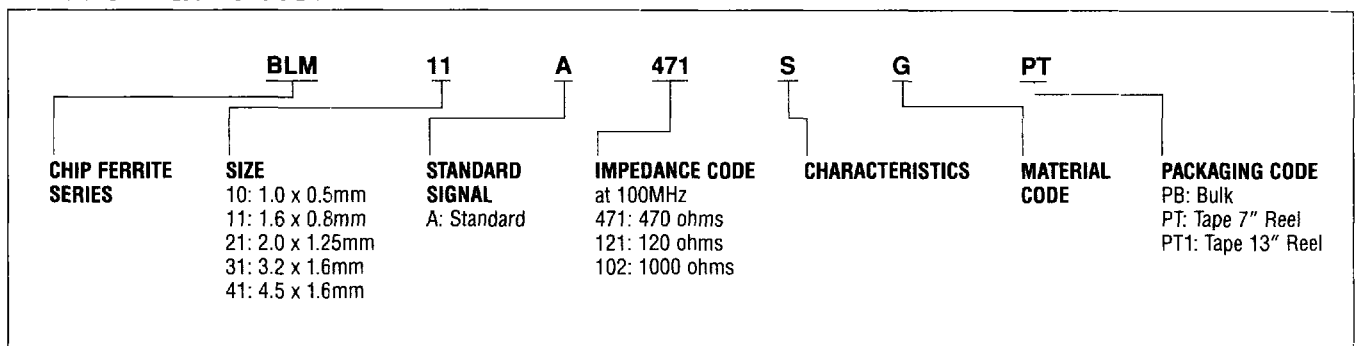 BLM 11 A 471 S G PT
CHIP FERRITE
SERIES
SIZE
10: 1.0 x 0.5mm
11: 1.6 x 0.8mm
21: 2.0 x 1.25mm
31: 3.2 x 1.6mm
41: 4.5 x 1.6mm
STANDARD
SIGNAL
A: Standard
IMPEDANCE CODE
at 100MHz
471: 470 ohms
121: 120 ohms
102: 1000 ohms
CHARACTERISTICS
MATERIAL
CODE
PACKAGING CODE
PB: Bulk
PT: Tape 7" Reel
PT1: Tape 13" Reel